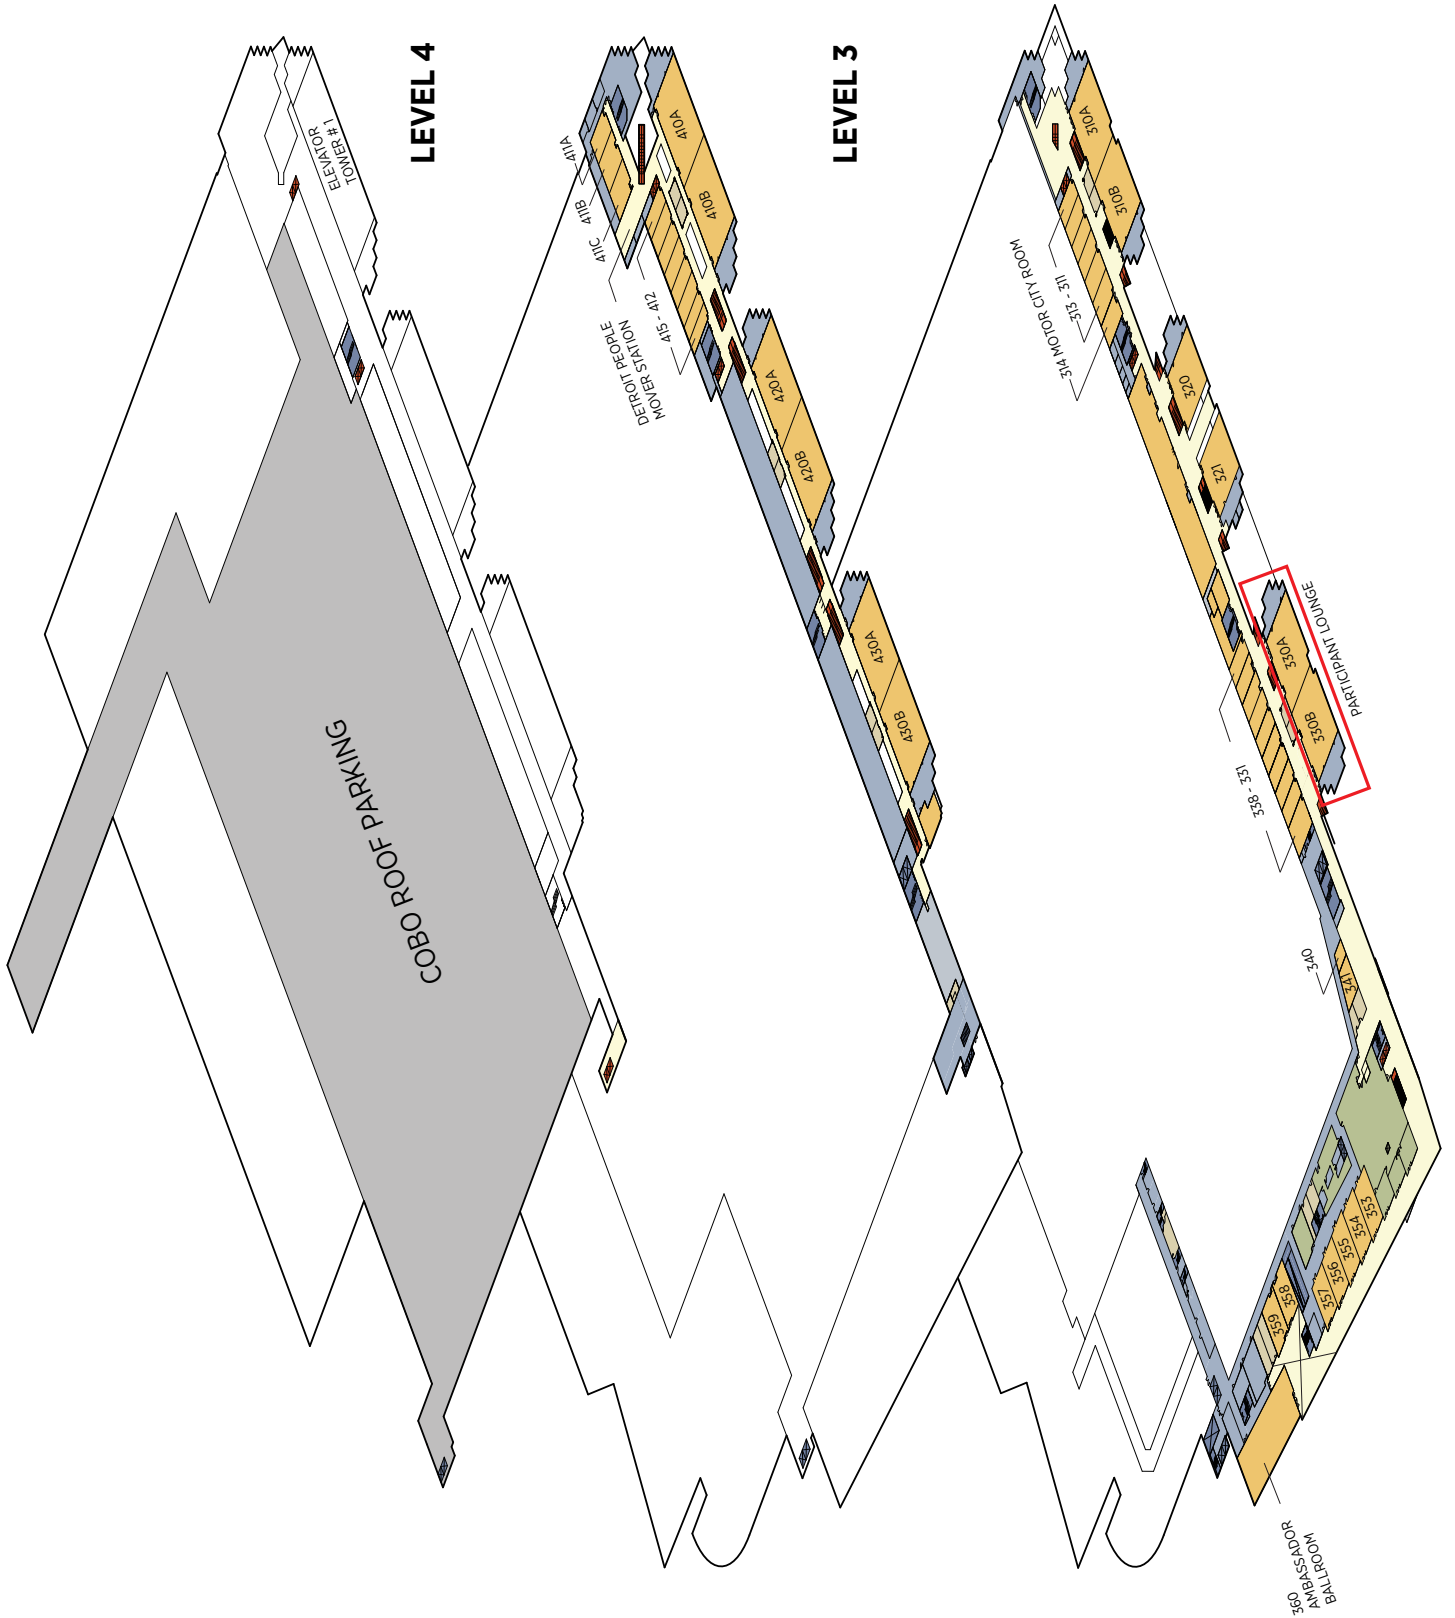 LEVEL 4
ELEVATOR
TOWER # 1
COBO ROOF PARKING
LEVEL 3
411A
411B
411C
DETROIT PEOPLE
MOVER STATION
415 - 412
410A
410B
420A
420B
430A
430B
310A
310B
313 - 311
314 MOTOR CITY ROOM
320
321
330A
330B
PARTICIPANT LOUNGE
338 - 331
340
341
353
354
355
356
357
358
359
360
AMBASSADOR
BALLROOM